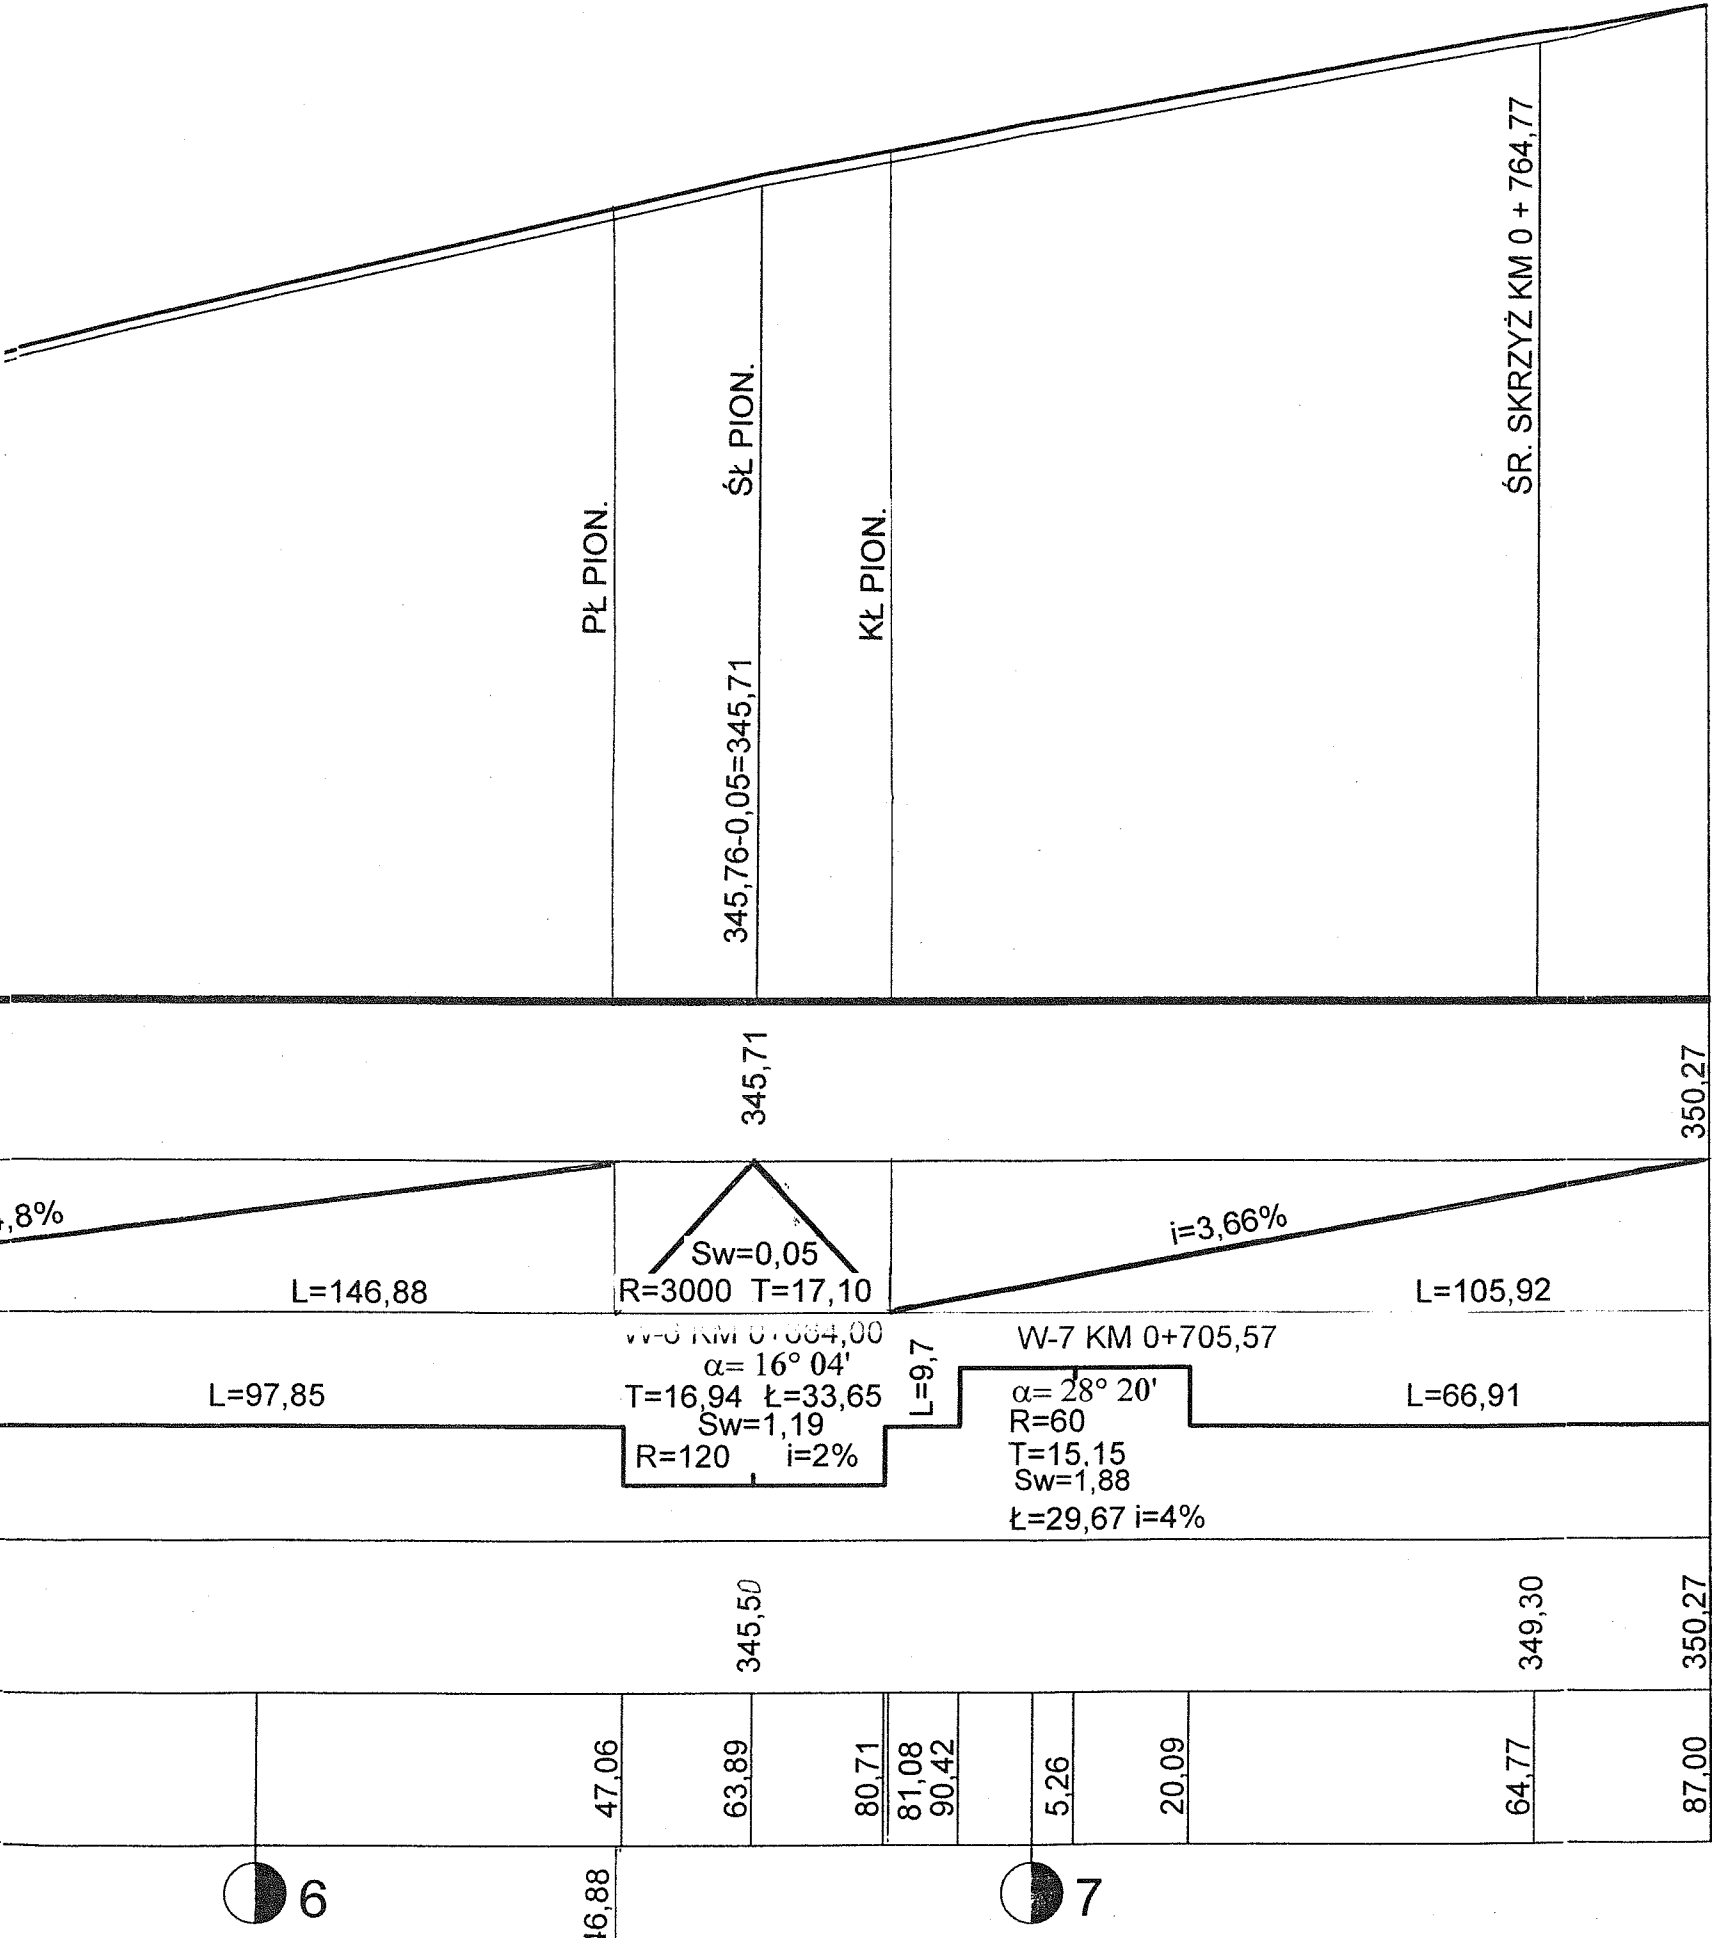 ŚR. SKRZYŻ KM 0 + 764,77
ŚŁ PION.
PŁ PION.
KŁ PION.
345,76-0,05=345,71
345,71
350,27
,8%
i=3,66%
Sw=0,05
L=146,88
R=3000 T=17,10
L=105,92
W-6 KM 0+664,00
W-7 KM 0+705,57
α= 16° 04'
L=9,7
L=97,85
T=16,94 Ł=33,65
α= 28° 20'
L=66,91
Sw=1,19
R=60
R=120 i=2%
T=15,15
Sw=1,88
Ł=29,67 i=4%
345,50
349,30
350,27
47,06
63,89
80,71
81,08
90,42
5,26
20,09
64,77
87,00
6
46,88
7